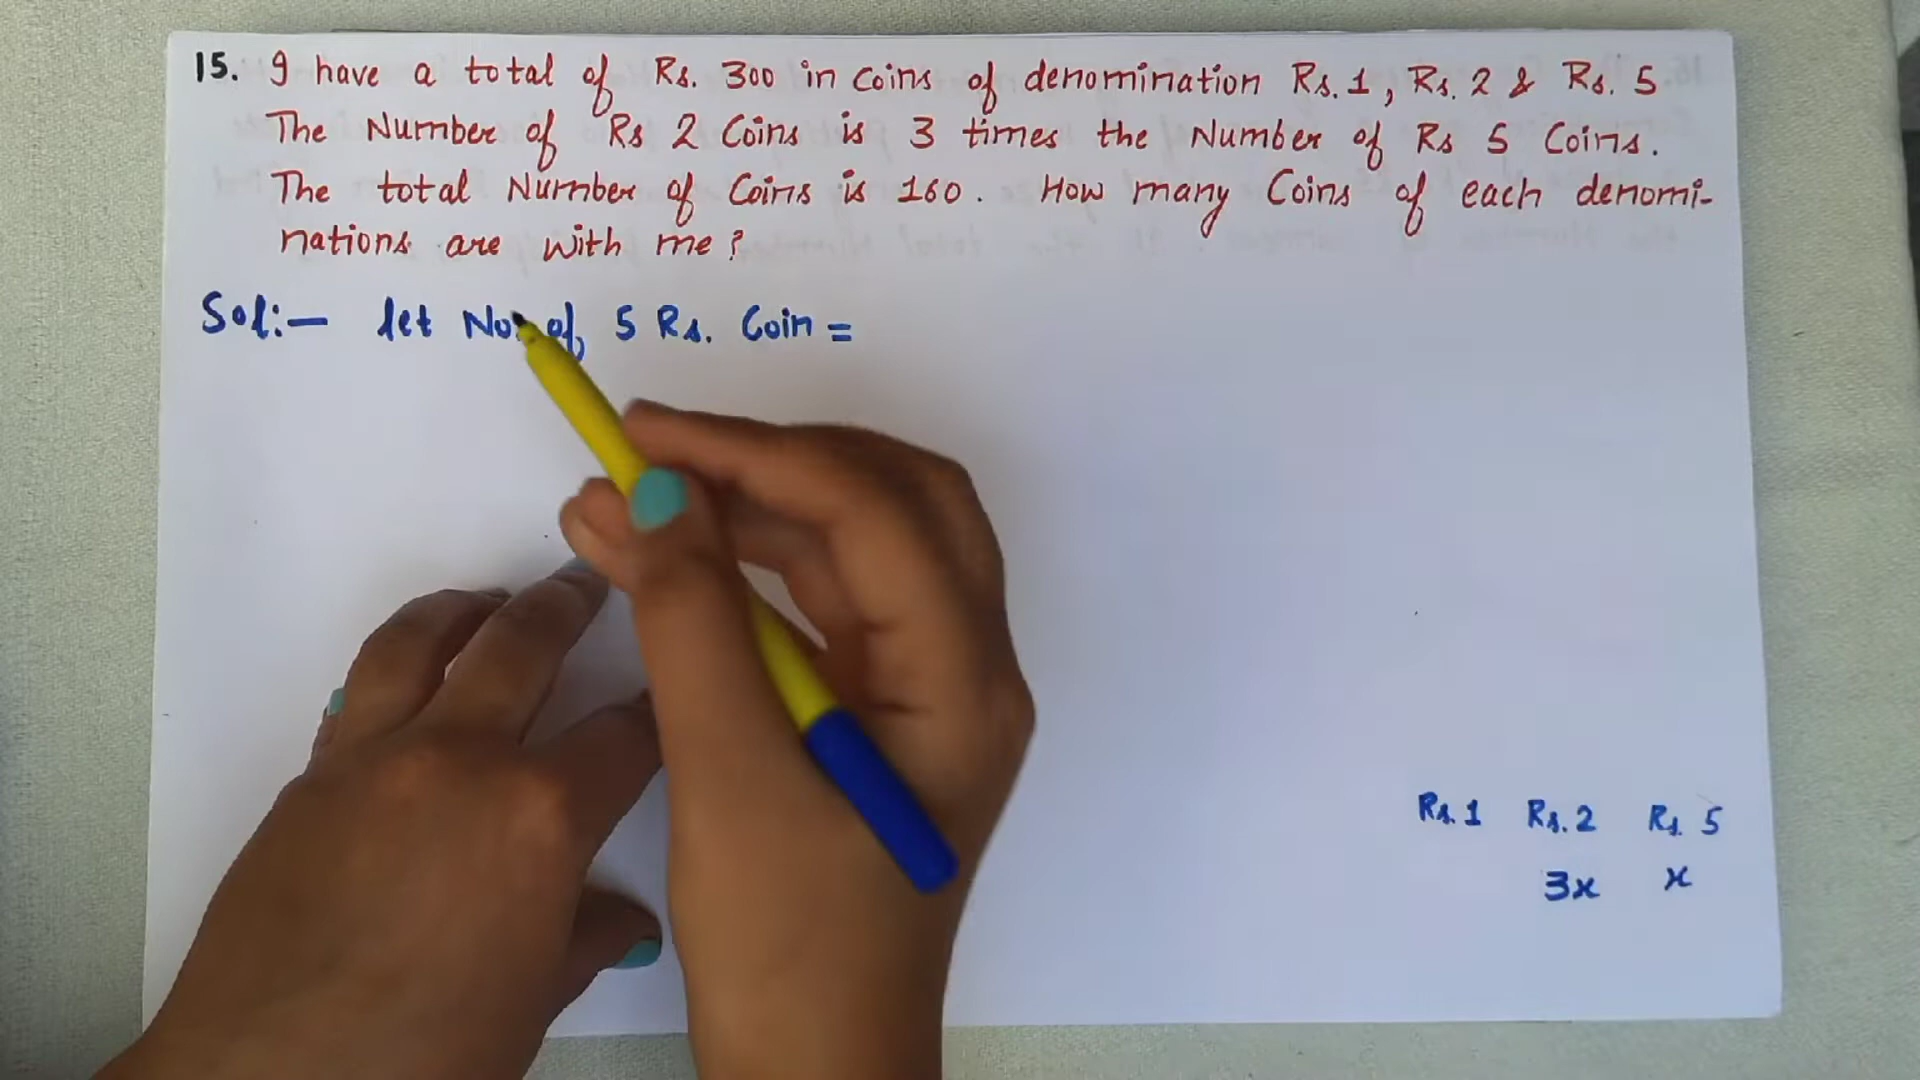 15. I have a total of Rs. 300 in coins of denomination Rs. 1, Rs. 2 & Rs. 5
The Number of Rs 2 Coins is 3 times the Number of Rs 5 Coins.
The total Number of Coins is 160. How many Coins of each denomi-
nations are with me?
Sol:- let No. of 5 Rs. Coin =
Rs. 1 Rs. 2 Rs. 5
3x x